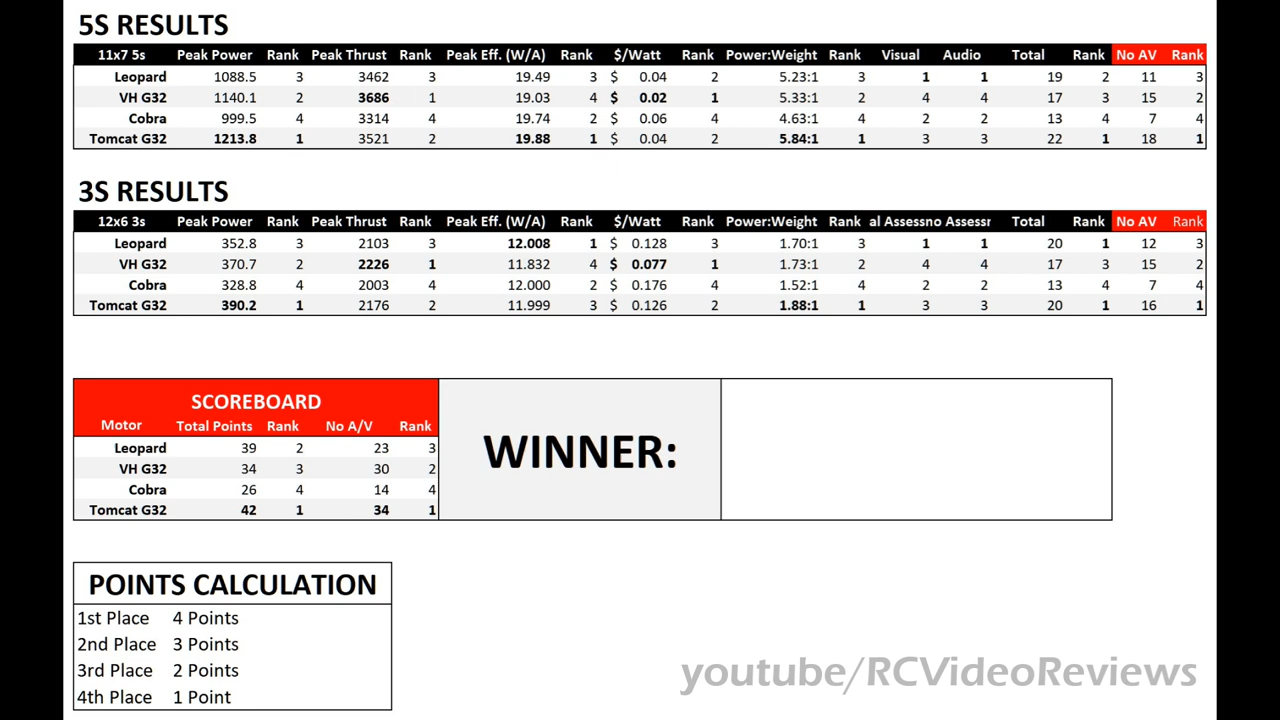 5S RESULTS
11x7 5s Peak Power Rank Peak Thrust Rank Peak Eff. (W/A) Rank $/Watt Rank Power:Weight Rank Visual Audio Total Rank No AV Rank
Leopard 1088.5 3 3462 3 19.49 3 $ 0.04 2 5.23:1 3 1 1 19 2 11 3
VH G32 1140.1 2 3686 1 19.03 4 $ 0.02 1 5.33:1 2 4 4 17 3 15 2
Cobra 999.5 4 3314 4 19.74 2 $ 0.06 4 4.63:1 4 2 2 13 4 7 4
Tomcat G32 1213.8 1 3521 2 19.88 1 $ 0.04 2 5.84:1 1 3 3 22 1 18 1
3S RESULTS
12x6 3s Peak Power Rank Peak Thrust Rank Peak Eff. (W/A) Rank $/Watt Rank Power:Weight Rank al Assessno Assessr Total Rank No AV Rank
Leopard 352.8 3 2103 3 12.008 1 $ 0.128 3 1.70:1 3 1 1 20 1 12 3
VH G32 370.7 2 2226 1 11.832 4 $ 0.077 1 1.73:1 2 4 4 17 3 15 2
Cobra 328.8 4 2003 4 12.000 2 $ 0.176 4 1.52:1 4 2 2 13 4 7 4
Tomcat G32 390.2 1 2176 2 11.999 3 $ 0.126 2 1.88:1 1 3 3 20 1 16 1
SCOREBOARD
Motor Total Points Rank No A/V Rank
Leopard 39 2 23 3
VH G32 34 3 30 2
Cobra 26 4 14 4
Tomcat G32 42 1 34 1
WINNER:
POINTS CALCULATION
1st Place 4 Points
2nd Place 3 Points
3rd Place 2 Points
4th Place 1 Point
youtube/RCVideoReviews